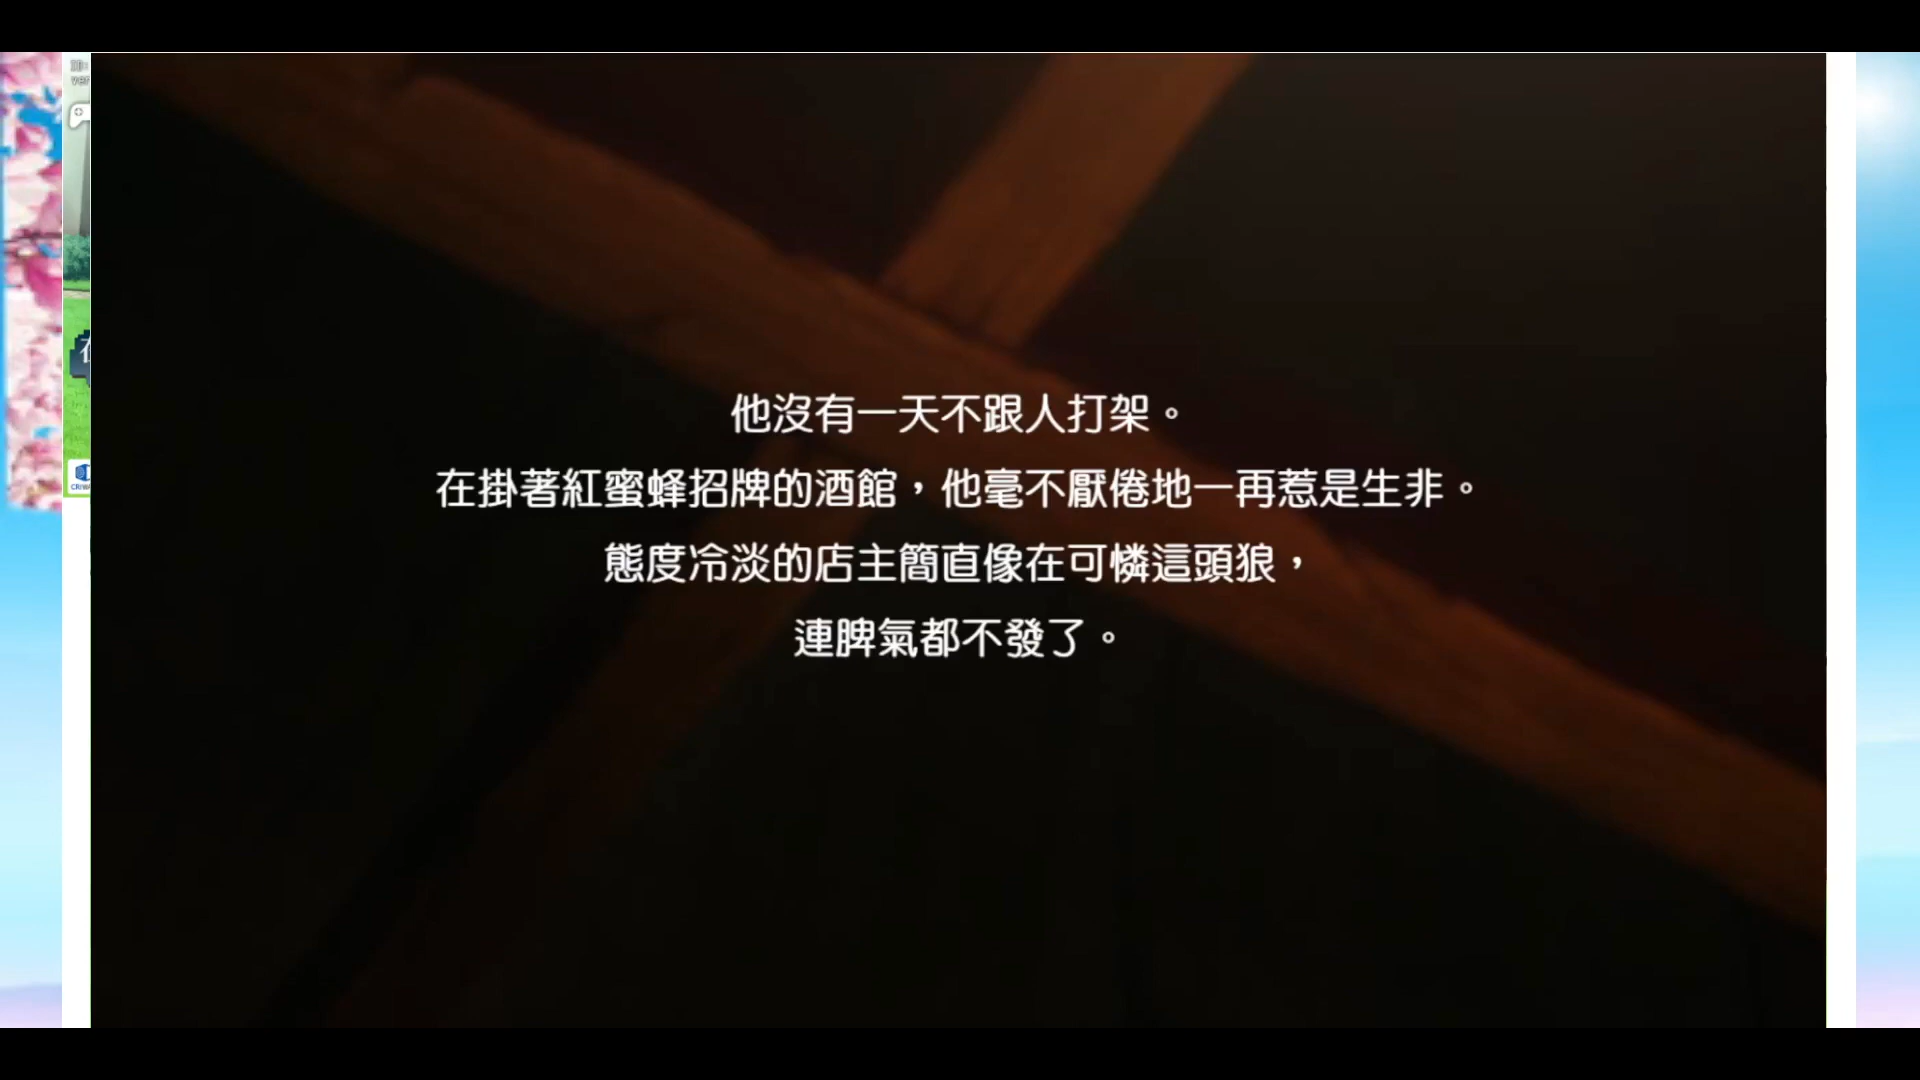 他沒有一天不跟人打架。
在掛著紅蜜蜂招牌的酒館，他毫不厭倦地一再惹是生非。
態度冷淡的店主簡直像在可憐這頭狼，
連脾氣都不發了。